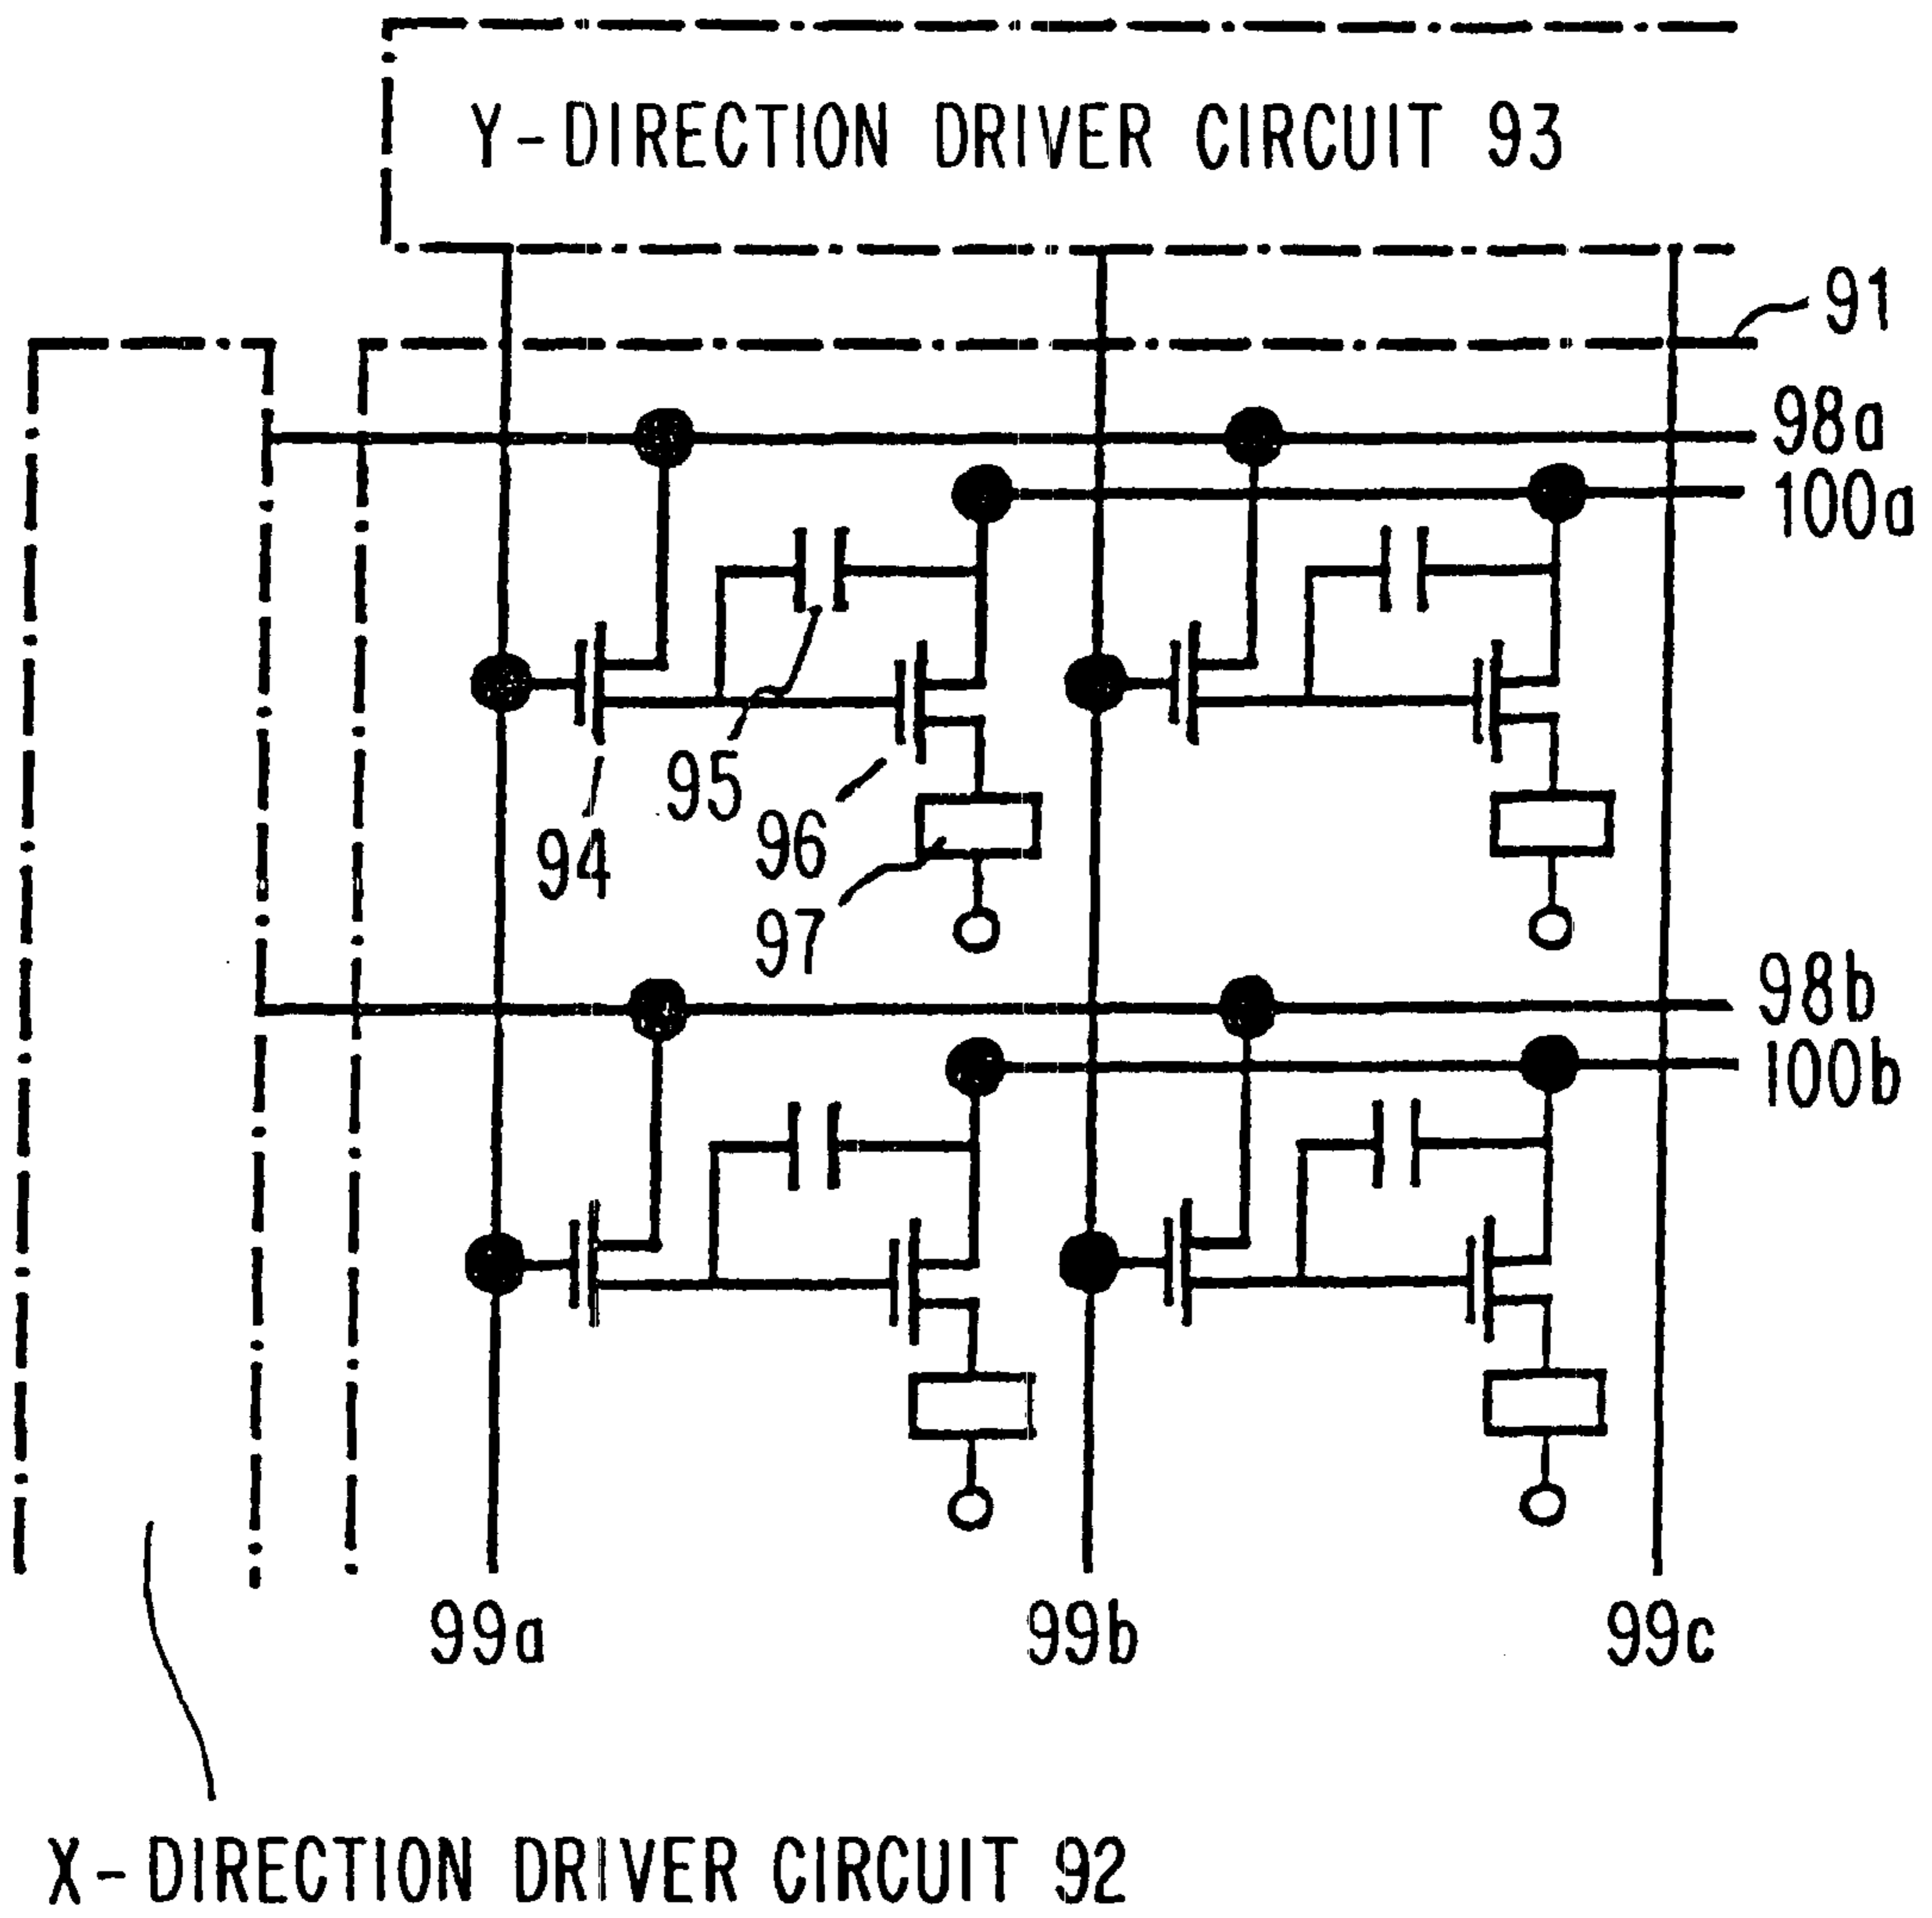 Y-DIRECTION DRIVER CIRCUIT 93
91
98a
100a
95
94
96
97
98b
100b
99a
99b
99c
X-DIRECTION DRIVER CIRCUIT 92